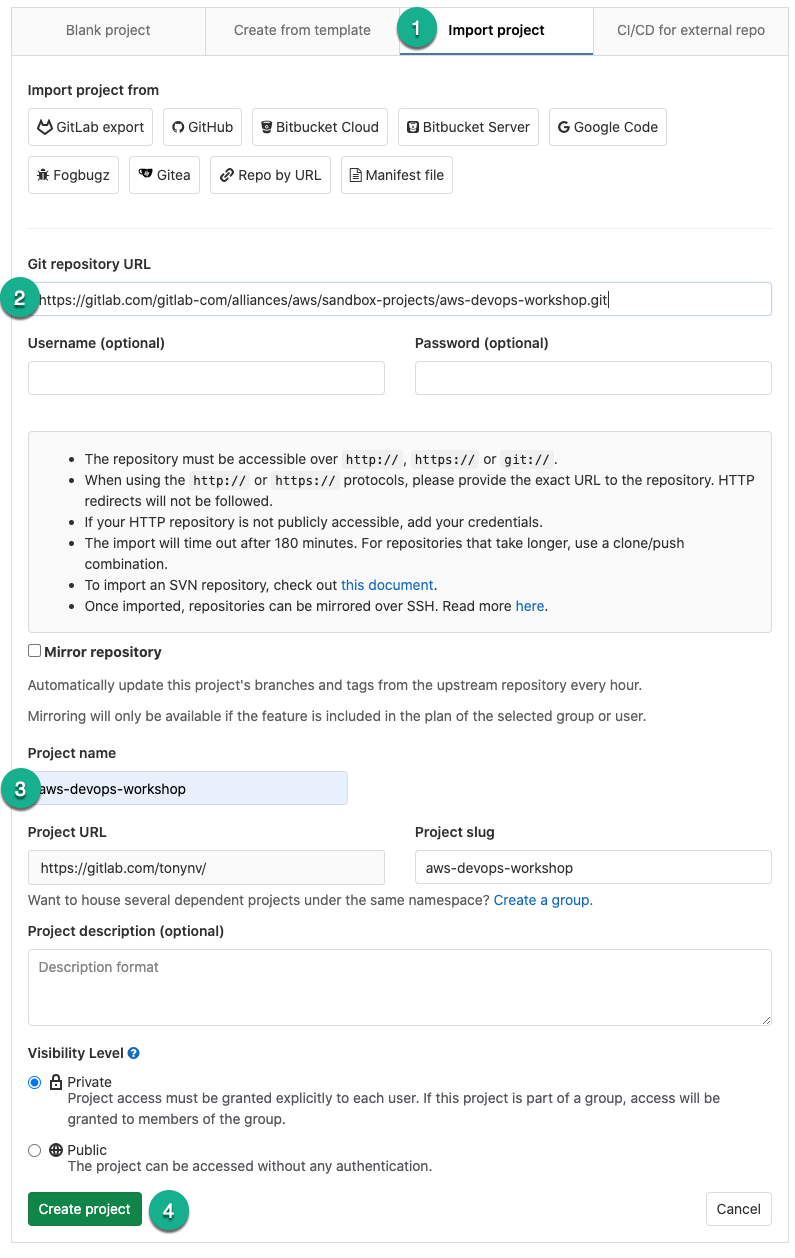 Blank project
Create from template
1
Import project
CI/CD for external repo
Import project from
GitLab export
GitHub
Bitbucket Cloud
Bitbucket Server
Google Code
Fogbugz
Gitea
Repo by URL
Manifest file
Git repository URL
2
https://gitlab.com/gitlab-com/alliances/aws/sandbox-projects/aws-devops-workshop.git
Username (optional)
Password (optional)
The repository must be accessible over http://, https:// or git://.
When using the http:// or https:// protocols, please provide the exact URL to the repository. HTTP
redirects will not be followed.
If your HTTP repository is not publicly accessible, add your credentials.
The import will time out after 180 minutes. For repositories that take longer, use a clone/push
combination.
To import an SVN repository, check out this document.
Once imported, repositories can be mirrored over SSH. Read more here.
Mirror repository
Automatically update this project's branches and tags from the upstream repository every hour.
Mirroring will only be available if the feature is included in the plan of the selected group or user.
Project name
3
aws-devops-workshop
Project URL
Project slug
https://gitlab.com/tonynv/
aws-devops-workshop
Want to house several dependent projects under the same namespace? Create a group.
Project description (optional)
Description format
Visibility Level ?
Private
Project access must be granted explicitly to each user. If this project is part of a group, access will be
granted to members of the group.
Public
The project can be accessed without any authentication.
Create project
4
Cancel